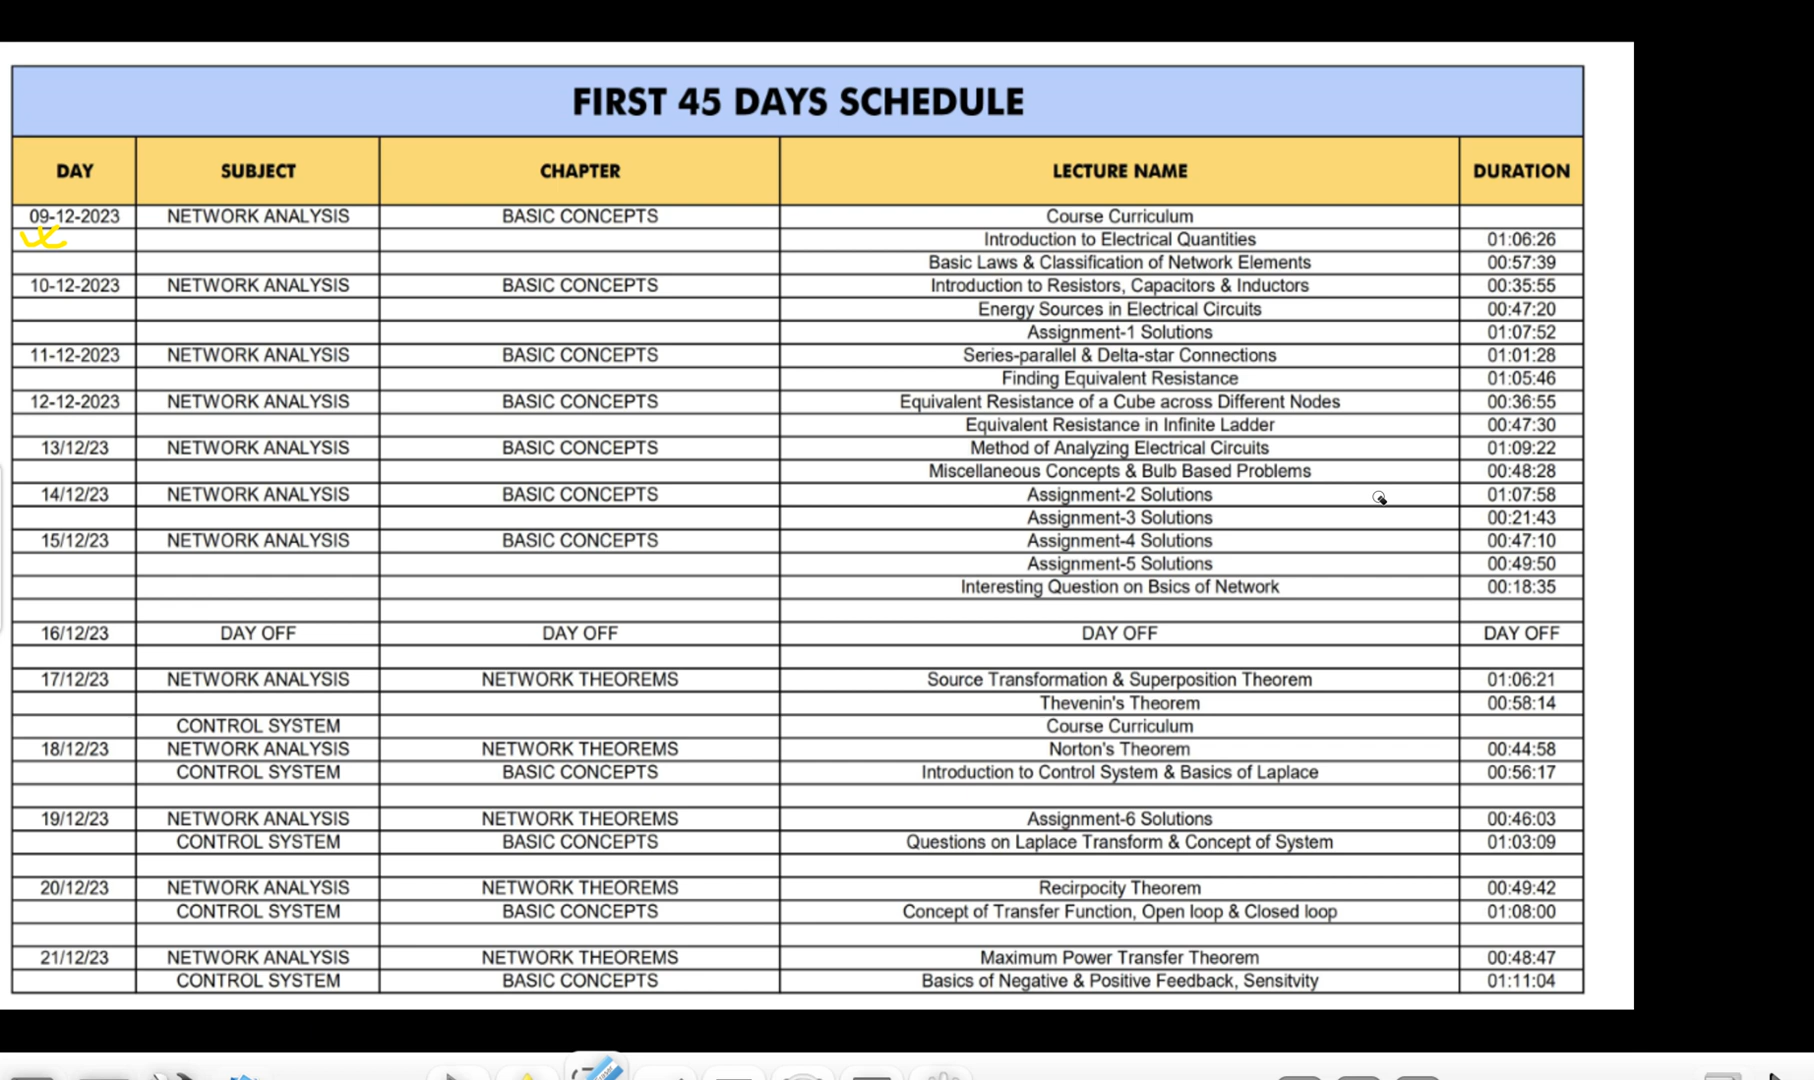 FIRST 45 DAYS SCHEDULE
DAY SUBJECT CHAPTER LECTURE NAME DURATION
09-12-2023 NETWORK ANALYSIS BASIC CONCEPTS Course Curriculum
Introduction to Electrical Quantities 01:06:26
Basic Laws & Classification of Network Elements 00:57:39
10-12-2023 NETWORK ANALYSIS BASIC CONCEPTS Introduction to Resistors, Capacitors & Inductors 00:35:55
Energy Sources in Electrical Circuits 00:47:20
Assignment-1 Solutions 01:07:52
11-12-2023 NETWORK ANALYSIS BASIC CONCEPTS Series-parallel & Delta-star Connections 01:01:28
Finding Equivalent Resistance 01:05:46
12-12-2023 NETWORK ANALYSIS BASIC CONCEPTS Equivalent Resistance of a Cube across Different Nodes 00:36:55
Equivalent Resistance in Infinite Ladder 00:47:30
13/12/23 NETWORK ANALYSIS BASIC CONCEPTS Method of Analyzing Electrical Circuits 01:09:22
Miscellaneous Concepts & Bulb Based Problems 00:48:28
14/12/23 NETWORK ANALYSIS BASIC CONCEPTS Assignment-2 Solutions 01:07:58
Assignment-3 Solutions 00:21:43
15/12/23 NETWORK ANALYSIS BASIC CONCEPTS Assignment-4 Solutions 00:47:10
Assignment-5 Solutions 00:49:50
Interesting Question on Bsics of Network 00:18:35
16/12/23 DAY OFF DAY OFF DAY OFF DAY OFF
17/12/23 NETWORK ANALYSIS NETWORK THEOREMS Source Transformation & Superposition Theorem 01:06:21
Thevenin's Theorem 00:58:14
CONTROL SYSTEM Course Curriculum
18/12/23 NETWORK ANALYSIS NETWORK THEOREMS Norton's Theorem 00:44:58
CONTROL SYSTEM BASIC CONCEPTS Introduction to Control System & Basics of Laplace 00:56:17
19/12/23 NETWORK ANALYSIS NETWORK THEOREMS Assignment-6 Solutions 00:46:03
CONTROL SYSTEM BASIC CONCEPTS Questions on Laplace Transform & Concept of System 01:03:09
20/12/23 NETWORK ANALYSIS NETWORK THEOREMS Recirpocity Theorem 00:49:42
CONTROL SYSTEM BASIC CONCEPTS Concept of Transfer Function, Open loop & Closed loop 01:08:00
21/12/23 NETWORK ANALYSIS NETWORK THEOREMS Maximum Power Transfer Theorem 00:48:47
CONTROL SYSTEM BASIC CONCEPTS Basics of Negative & Positive Feedback, Sensitvity 01:11:04